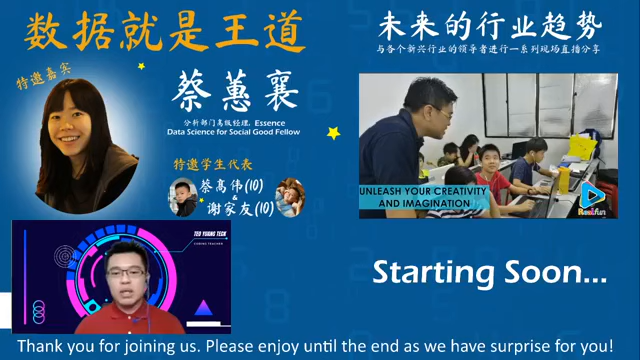 数据就是王道
特邀嘉宾
蔡蕙襄
分析部门高级经理, Essence
Data Science for Social Good Fellow
特邀学生代表
蔡高伟(10)
&
谢家友(10)
未来的行业趋势
与各个新兴行业的领导者进行一系列现场直播分享
UNLEASH YOUR CREATIVITY
AND IMAGINATION
TED YUANG TECK
CODING TEACHER
Starting Soon...
Thank you for joining us. Please enjoy until the end as we have surprise for you!